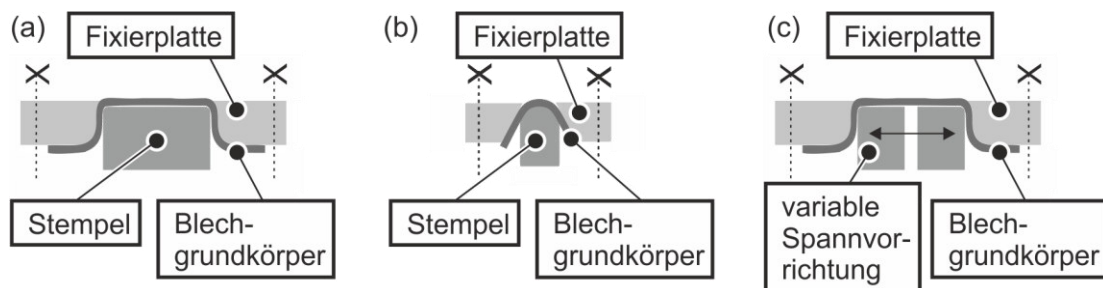 (a)
Fixierplatte
X
X
Stempel
Blech-
grundkörper
(b)
Fixierplatte
X
X
Stempel
Blech-
grundkörper
(c)
Fixierplatte
X
X
variable
Spannvor-
richtung
Blech-
grundkörper